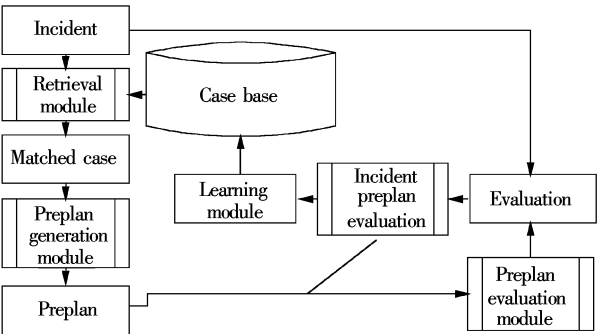 Incident
Retrieval
module
Case base
Matched case
Learning
module
Incident
preplan
evaluation
Evaluation
Preplan
generation
module
Preplan
Preplan
evaluation
module